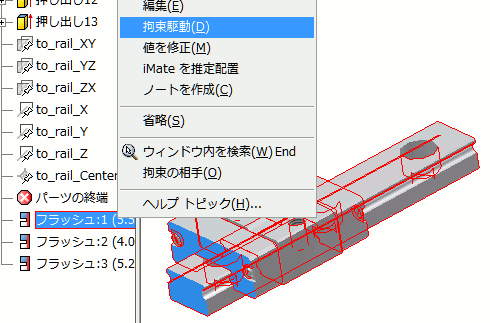 押し出し12
押し出し13
to_rail_XY
to_rail_YZ
to_rail_ZX
to_rail_X
to_rail_Y
to_rail_Z
to_rail_Center
パーツの終端
フラッシュ:1 (5.5
フラッシュ:2 (4.0
フラッシュ:3 (5.2
編集(E)
拘束駆動(D)
値を修正(M)
iMate を推定配置
ノートを作成(C)
省略(S)
ウィンドウ内を検索(W) End
拘束の相手(O)
ヘルプ トピック(H)...